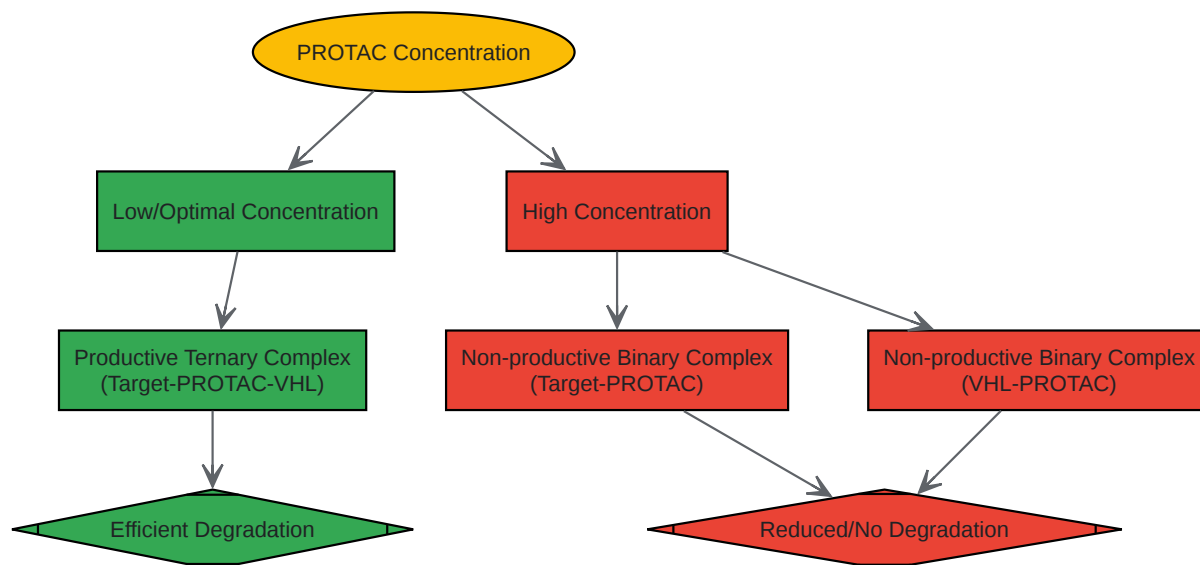 PROTAC Concentration
Low/Optimal Concentration
High Concentration
Productive Ternary Complex
(Target-PROTAC-VHL)
Non-productive Binary Complex
(Target-PROTAC)
Non-productive Binary Complex
(VHL-PROTAC)
Efficient Degradation
Reduced/No Degradation